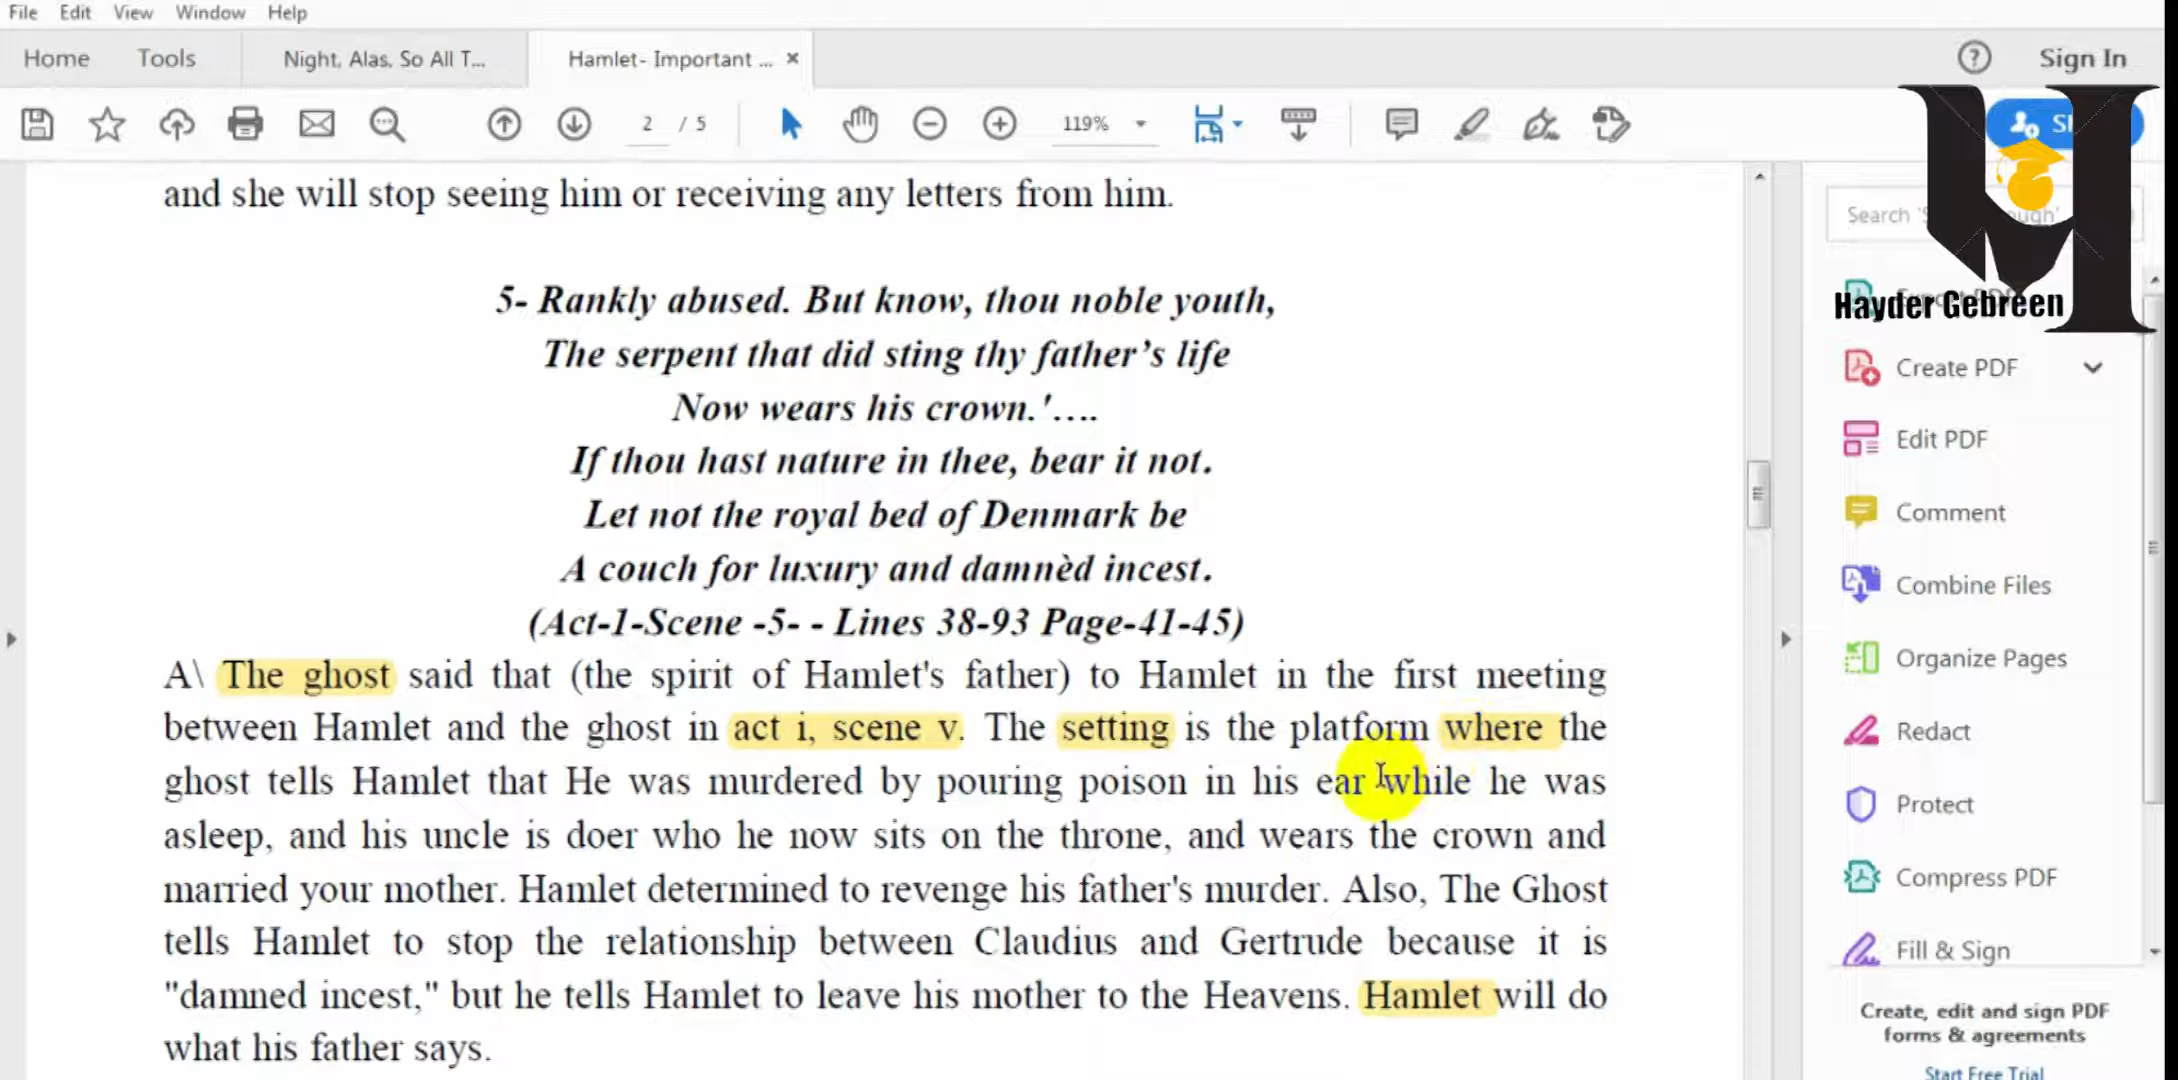 File Edit View Window Help
Home Tools Night, Alas, So All T... Hamlet- Important ... × Sign In
2 / 5 119%
and she will stop seeing him or receiving any letters from him.
Search
5- Rankly abused. But know, thou noble youth,
The serpent that did sting thy father’s life
Now wears his crown.'….
If thou hast nature in thee, bear it not.
Let not the royal bed of Denmark be
A couch for luxury and damnèd incest.
(Act-1-Scene -5- - Lines 38-93 Page-41-45)
A\ The ghost said that (the spirit of Hamlet's father) to Hamlet in the first meeting
between Hamlet and the ghost in act i, scene v. The setting is the platform where the
ghost tells Hamlet that He was murdered by pouring poison in his ear while he was
asleep, and his uncle is doer who he now sits on the throne, and wears the crown and
married your mother. Hamlet determined to revenge his father's murder. Also, The Ghost
tells Hamlet to stop the relationship between Claudius and Gertrude because it is
"damned incest," but he tells Hamlet to leave his mother to the Heavens. Hamlet will do
what his father says.
Hayder Gebreen
Create PDF
Edit PDF
Comment
Combine Files
Organize Pages
Redact
Protect
Compress PDF
Fill & Sign
Create, edit and sign PDF
forms & agreements
Start Free Trial